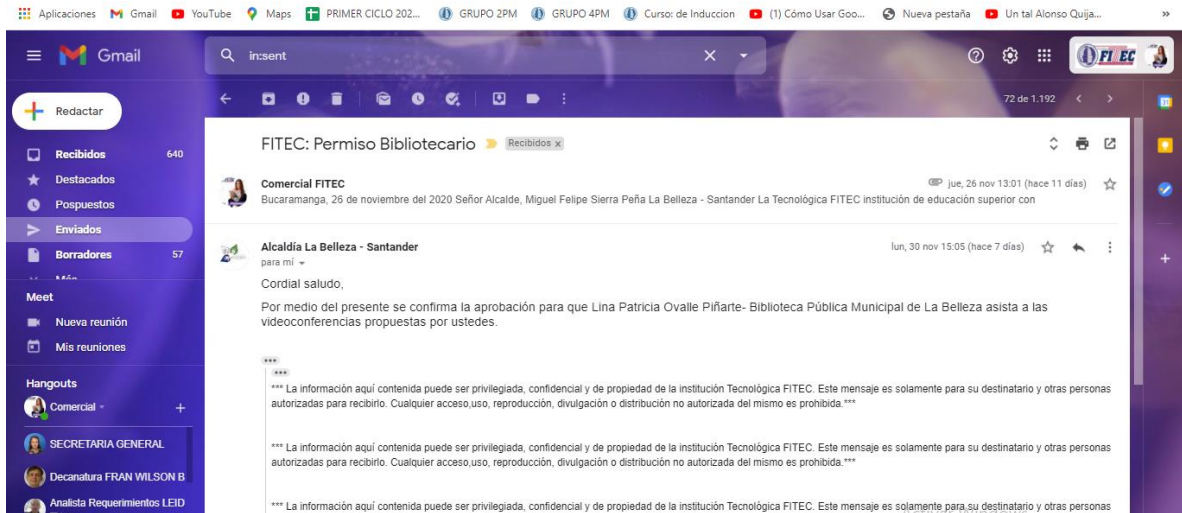 Aplicaciones Gmail YouTube Maps PRIMER CICLO 202... GRUPO 2PM GRUPO 4PM Curso: de Induccion (1) Cómo Usar Goo... Nueva pestaña Un tal Alonso Quija... »
Gmail in:sent FITEC
Redactar 72 de 1.192
FITEC: Permiso Bibliotecario Recibidos x
Recibidos 640
Destacados
Pospuestos
Enviados
Borradores 57
Más
Meet
Nueva reunión
Mis reuniones
Hangouts
Comercial
SECRETARIA GENERAL
Decanatura FRAN WILSON B
Analista Requerimientos LEID
Comercial FITEC jue, 26 nov 13:01 (hace 11 días)
Bucaramanga, 26 de noviembre del 2020 Señor Alcalde, Miguel Felipe Sierra Peña La Belleza - Santander La Tecnológica FITEC institución de educación superior con
Alcaldía La Belleza - Santander lun, 30 nov 15:05 (hace 7 días)
para mí
Cordial saludo,
Por medio del presente se confirma la aprobación para que Lina Patricia Ovalle Piñarte- Biblioteca Pública Municipal de La Belleza asista a las
videoconferencias propuestas por ustedes.
*** La información aquí contenida puede ser privilegiada, confidencial y de propiedad de la institución Tecnológica FITEC. Este mensaje es solamente para su destinatario y otras personas
autorizadas para recibirlo. Cualquier acceso,uso, reproducción, divulgación o distribución no autorizada del mismo es prohibida.***
*** La información aquí contenida puede ser privilegiada, confidencial y de propiedad de la institución Tecnológica FITEC. Este mensaje es solamente para su destinatario y otras personas
autorizadas para recibirlo. Cualquier acceso,uso, reproducción, divulgación o distribución no autorizada del mismo es prohibida.***
*** La información aquí contenida puede ser privilegiada, confidencial y de propiedad de la institución Tecnológica FITEC. Este mensaje es solamente para su destinatario y otras personas